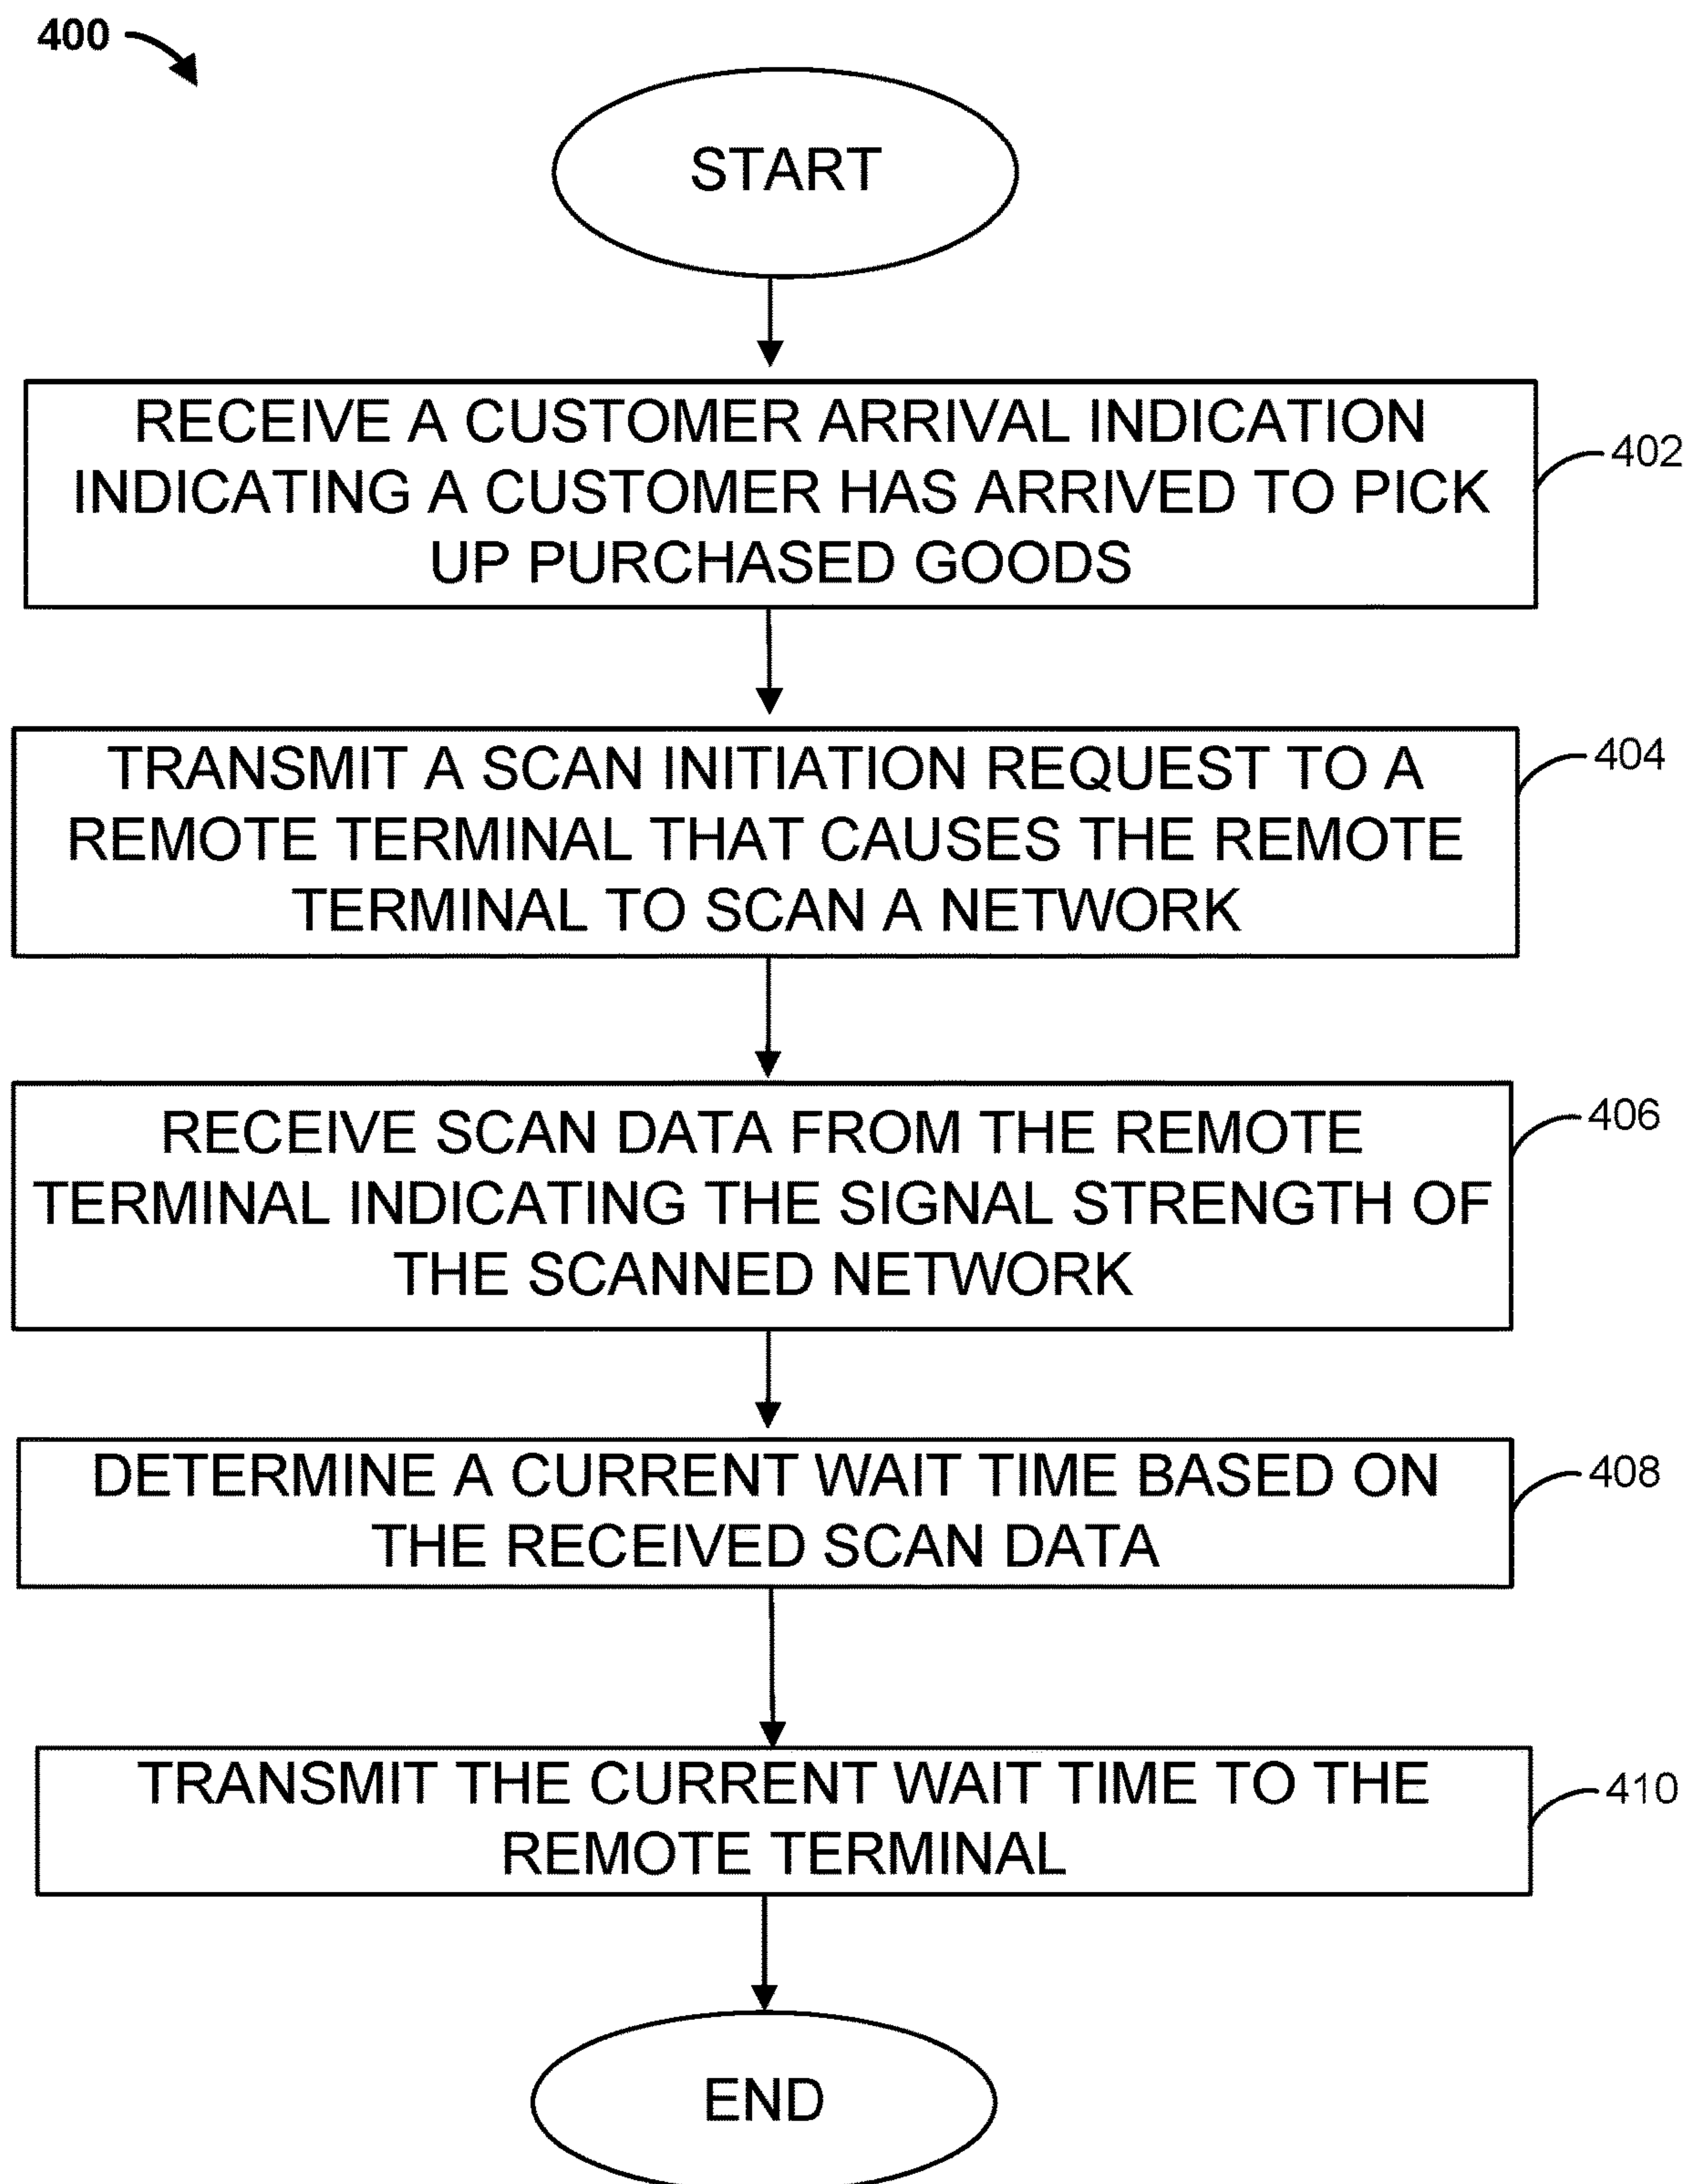 400
START
RECEIVE A CUSTOMER ARRIVAL INDICATION
INDICATING A CUSTOMER HAS ARRIVED TO PICK
UP PURCHASED GOODS
402
TRANSMIT A SCAN INITIATION REQUEST TO A
REMOTE TERMINAL THAT CAUSES THE REMOTE
TERMINAL TO SCAN A NETWORK
404
RECEIVE SCAN DATA FROM THE REMOTE
TERMINAL INDICATING THE SIGNAL STRENGTH OF
THE SCANNED NETWORK
406
DETERMINE A CURRENT WAIT TIME BASED ON
THE RECEIVED SCAN DATA
408
TRANSMIT THE CURRENT WAIT TIME TO THE
REMOTE TERMINAL
410
END